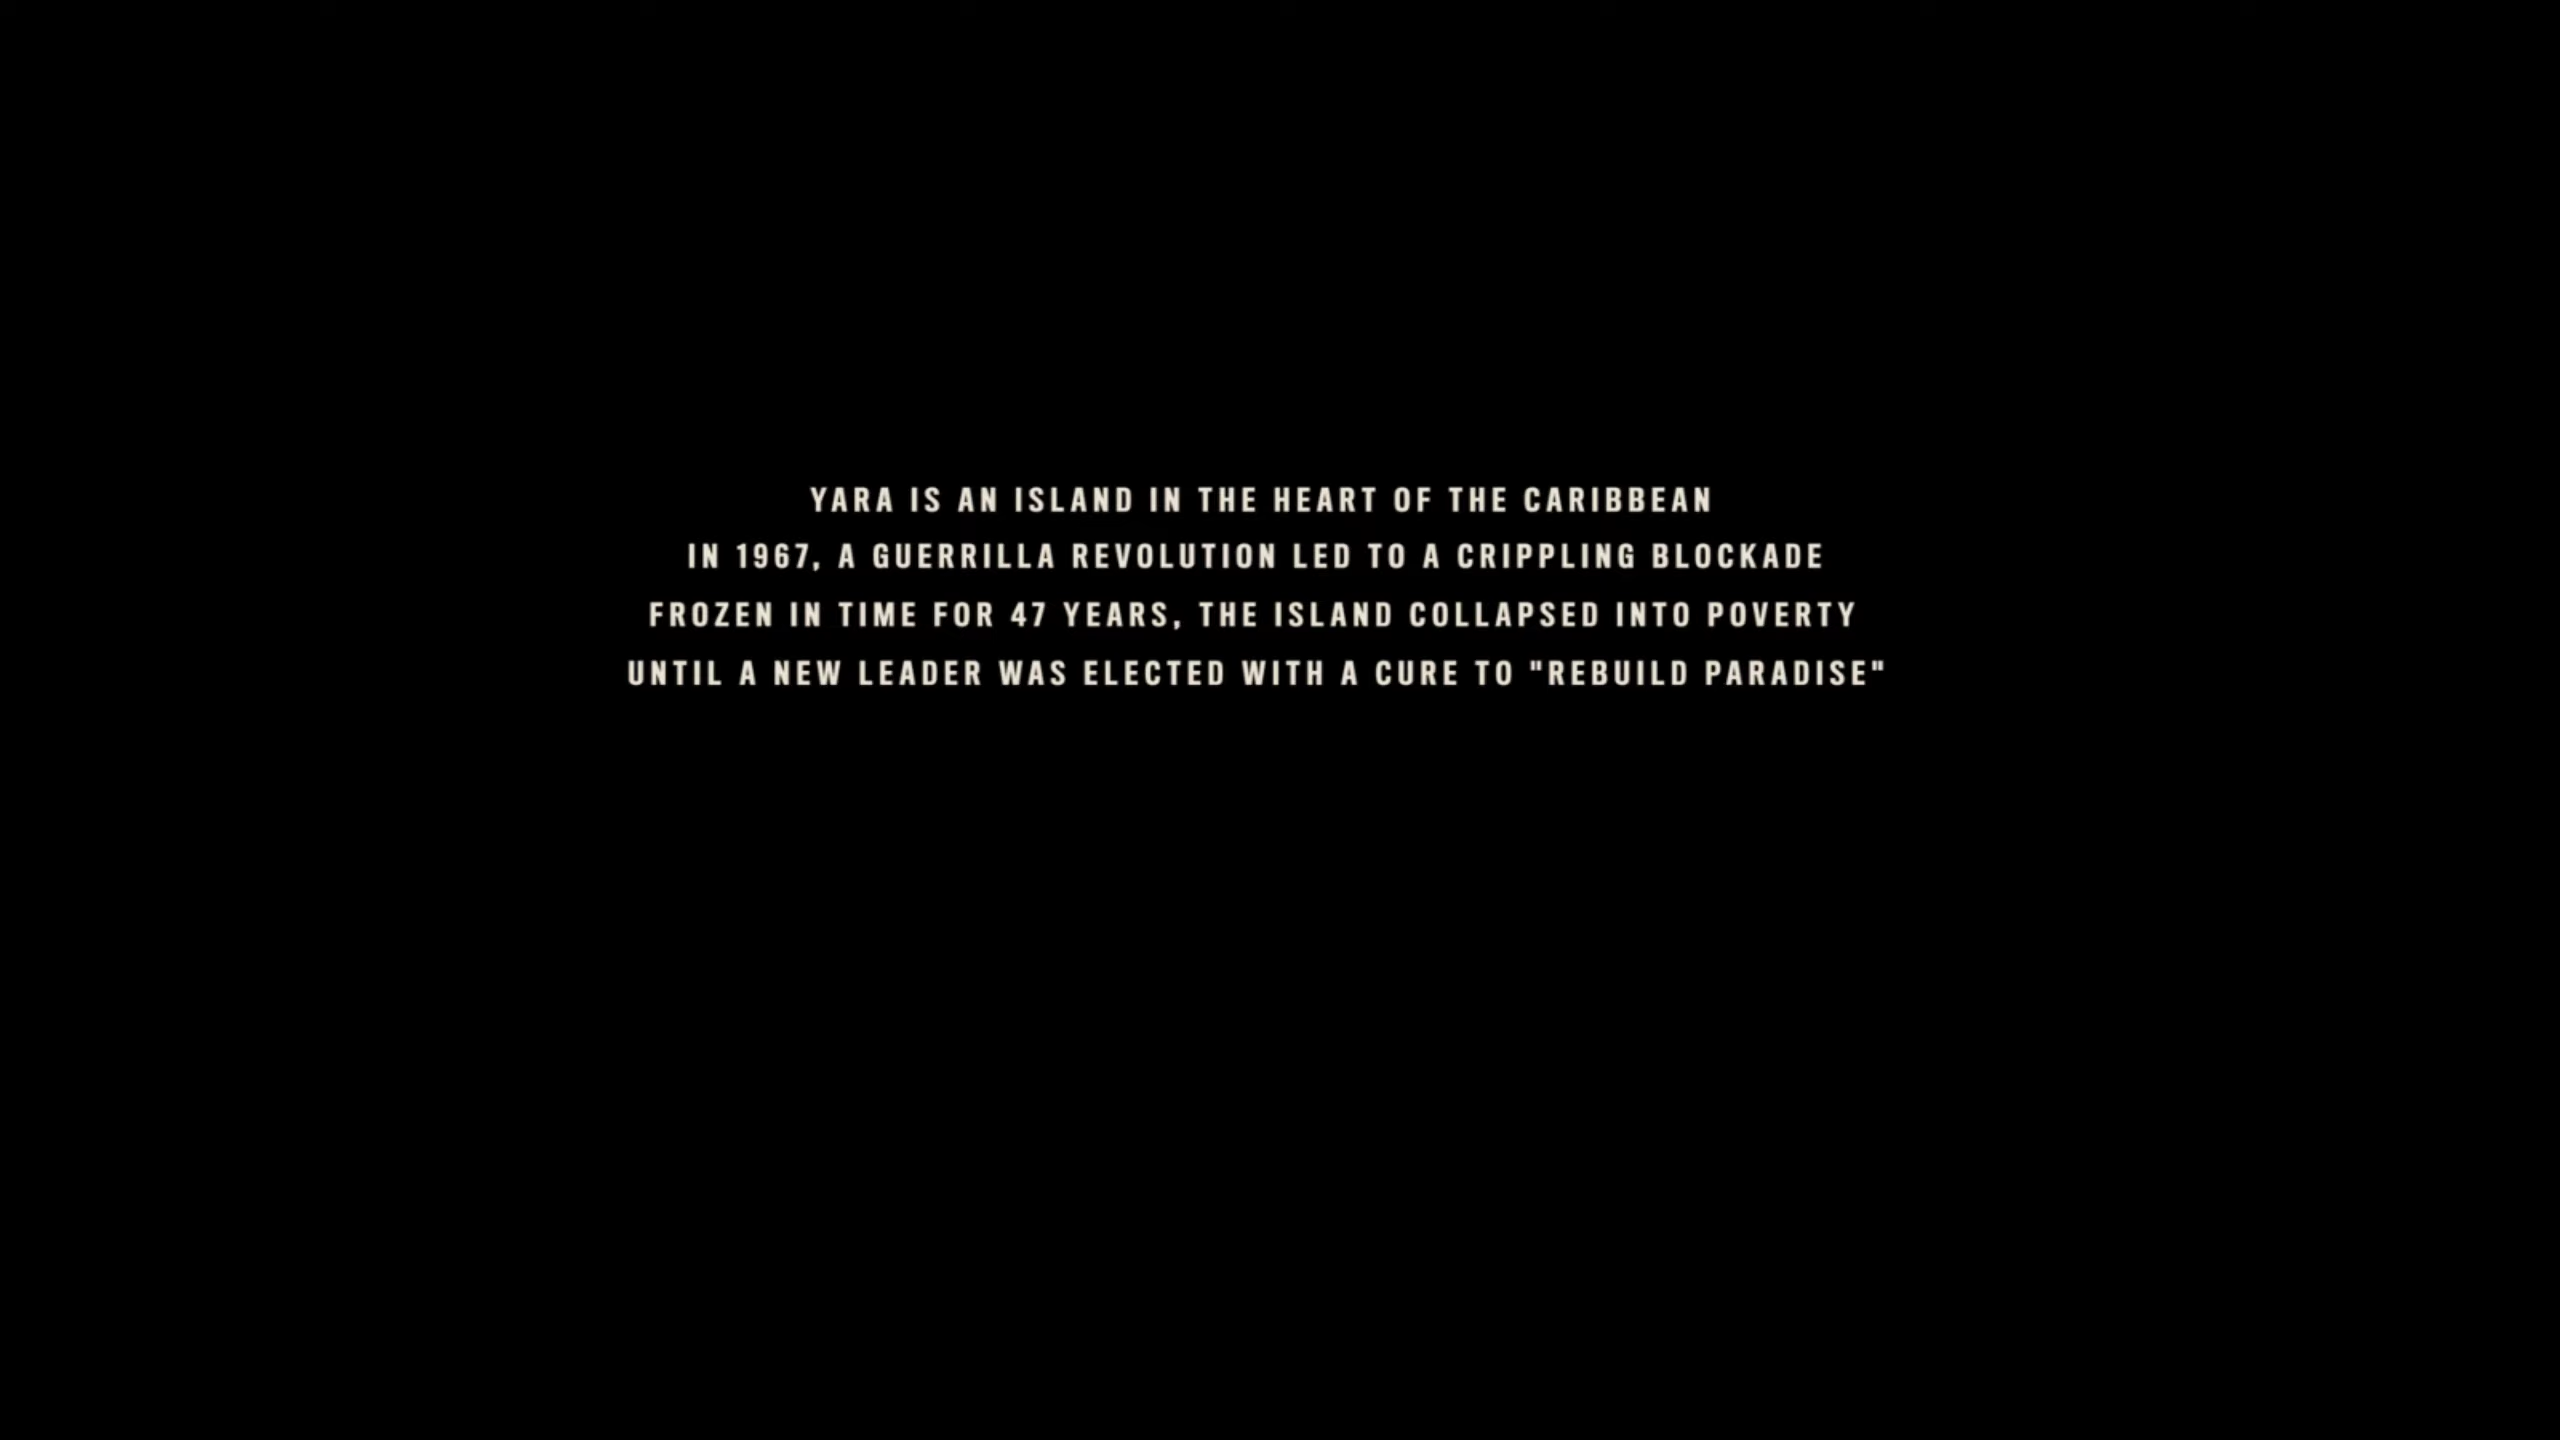 YARA IS AN ISLAND IN THE HEART OF THE CARIBBEAN
IN 1967, A GUERRILLA REVOLUTION LED TO A CRIPPLING BLOCKADE
FROZEN IN TIME FOR 47 YEARS, THE ISLAND COLLAPSED INTO POVERTY
UNTIL A NEW LEADER WAS ELECTED WITH A CURE TO "REBUILD PARADISE"